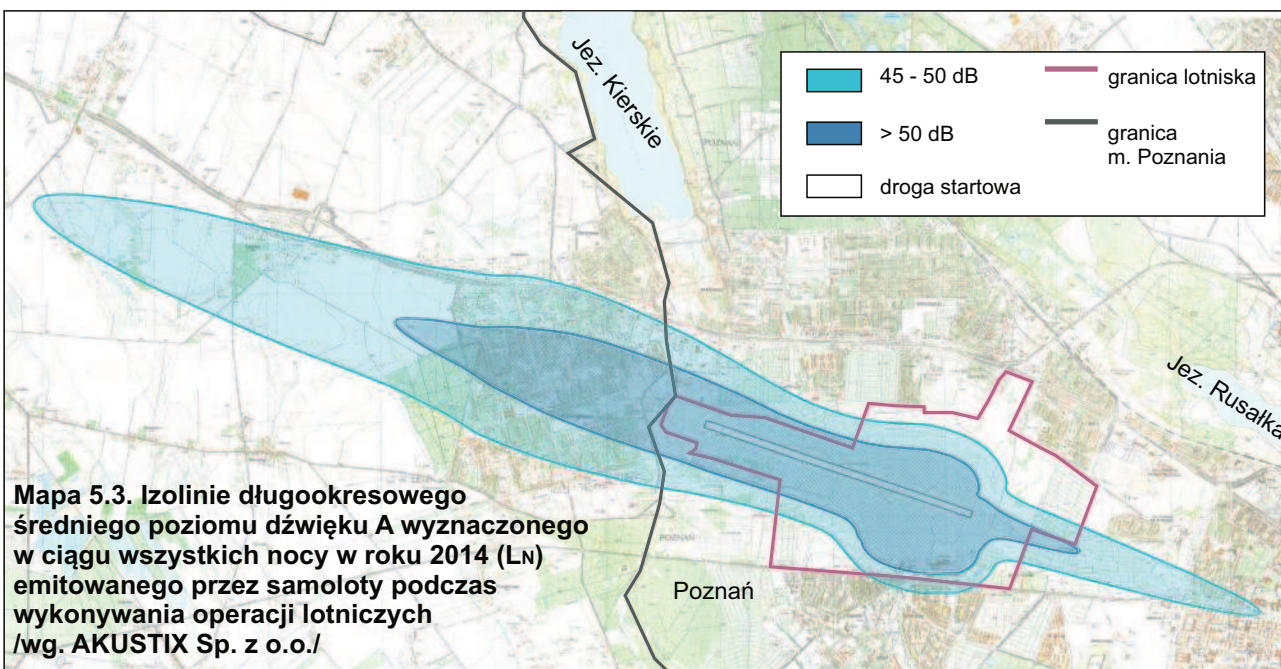 Jez. Kierskie
45 - 50 dB
> 50 dB
droga startowa
granica lotniska
granica
m. Poznania
Jez. Rusałka
Mapa 5.3. Izolinie długookresowego
średniego poziomu dźwięku A wyznaczonego
w ciągu wszystkich nocy w roku 2014 (LN)
emitowanego przez samoloty podczas
wykonywania operacji lotniczych
/wg. AKUSTIX Sp. z o.o./
POZNAŃ
POZNAŃ
Poznań